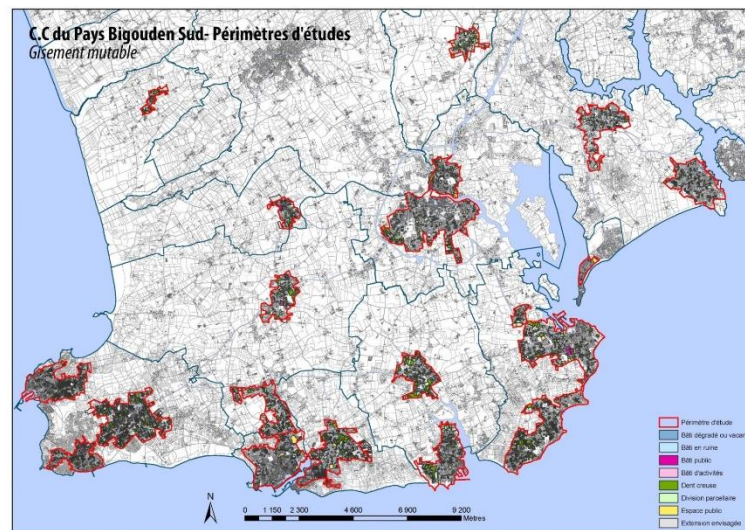 C.C du Pays Bigouden Sud- Périmètres d'études
Gisement mutable
Périmètre d'étude
Bâti dégradé ou vacan
Bâti en ruine
Bâti public
Bâti d'activités
Dent creuse
Division parcellaire
Espace public
Extension envisagée
N
0 1 150 2 300 4 600 6 900 9 200
Mètres